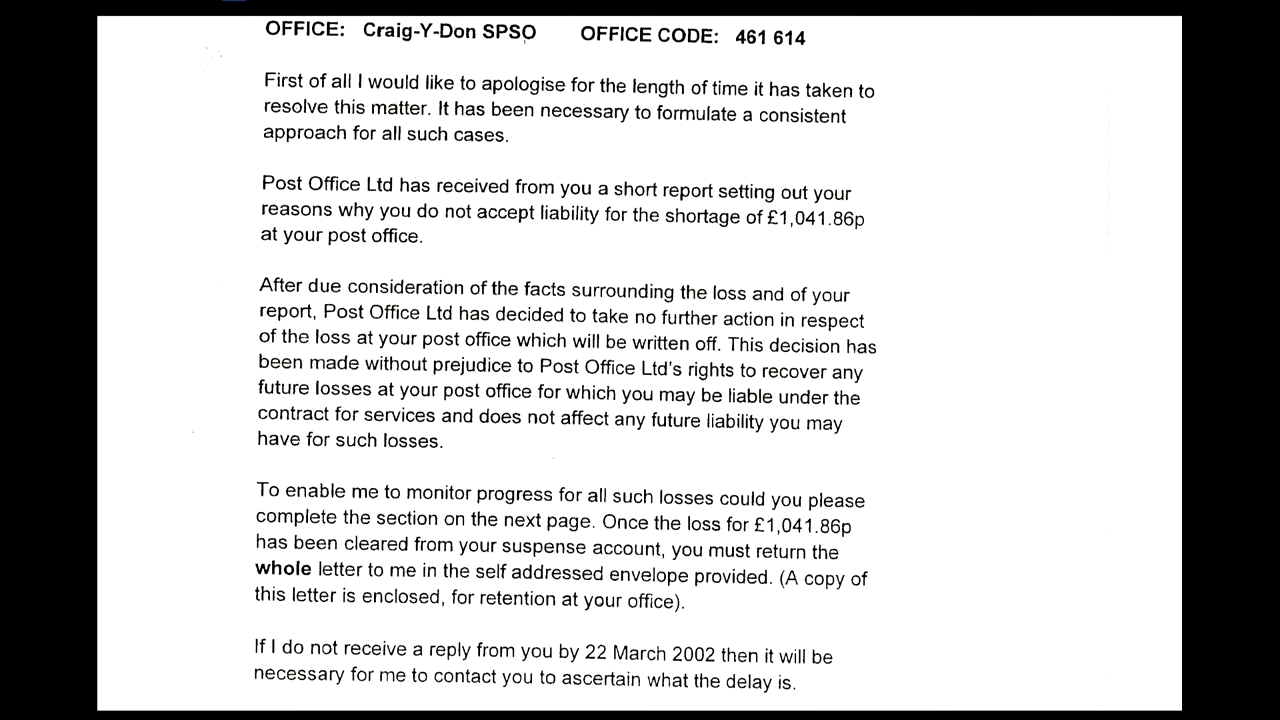 OFFICE: Craig-Y-Don SPSO OFFICE CODE: 461 614
First of all I would like to apologise for the length of time it has taken to
resolve this matter. It has been necessary to formulate a consistent
approach for all such cases.
Post Office Ltd has received from you a short report setting out your
reasons why you do not accept liability for the shortage of £1,041.86p
at your post office.
After due consideration of the facts surrounding the loss and of your
report, Post Office Ltd has decided to take no further action in respect
of the loss at your post office which will be written off. This decision has
been made without prejudice to Post Office Ltd's rights to recover any
future losses at your post office for which you may be liable under the
contract for services and does not affect any future liability you may
have for such losses.
To enable me to monitor progress for all such losses could you please
complete the section on the next page. Once the loss for £1,041.86p
has been cleared from your suspense account, you must return the
whole letter to me in the self addressed envelope provided. (A copy of
this letter is enclosed, for retention at your office).
If I do not receive a reply from you by 22 March 2002 then it will be
necessary for me to contact you to ascertain what the delay is.